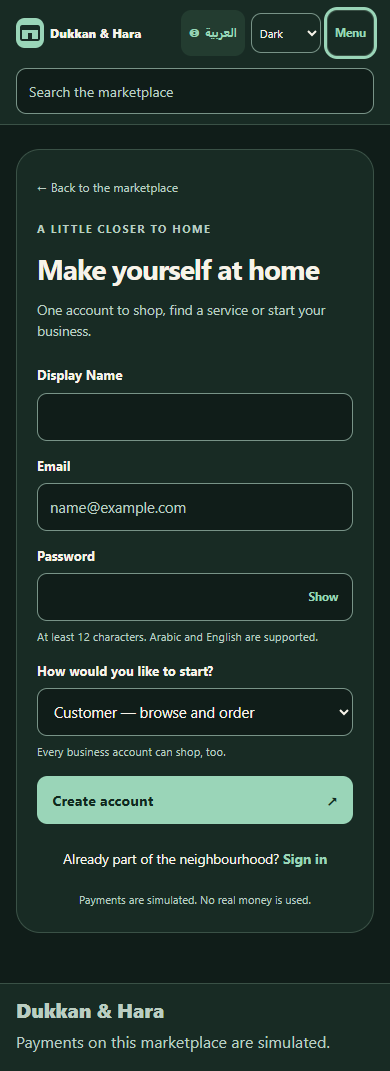 Dukkan & Hara
العربية
Dark
Menu
Search the marketplace
← Back to the marketplace
A LITTLE CLOSER TO HOME
Make yourself at home
One account to shop, find a service or start your
business.
Display Name
Email
name@example.com
Password
Show
At least 12 characters. Arabic and English are supported.
How would you like to start?
Customer — browse and order
Every business account can shop, too.
Create account ↗
Already part of the neighbourhood? Sign in
Payments are simulated. No real money is used.
Dukkan & Hara
Payments on this marketplace are simulated.